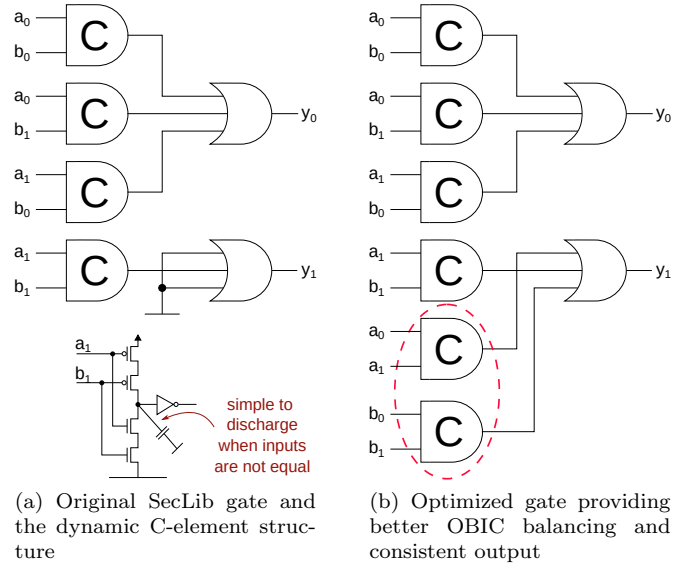 a₀
b₀
C
a₀
b₁
C
y₀
a₁
b₀
C
a₁
b₁
C
y₁
a₁
b₁
simple to
discharge
when inputs
are not equal
(a) Original SecLib gate and
the dynamic C-element struc-
ture
a₀
b₀
C
a₀
b₁
C
y₀
a₁
b₀
C
a₁
b₁
C
y₁
a₀
a₁
C
b₀
b₁
C
(b) Optimized gate providing
better OBIC balancing and
consistent output